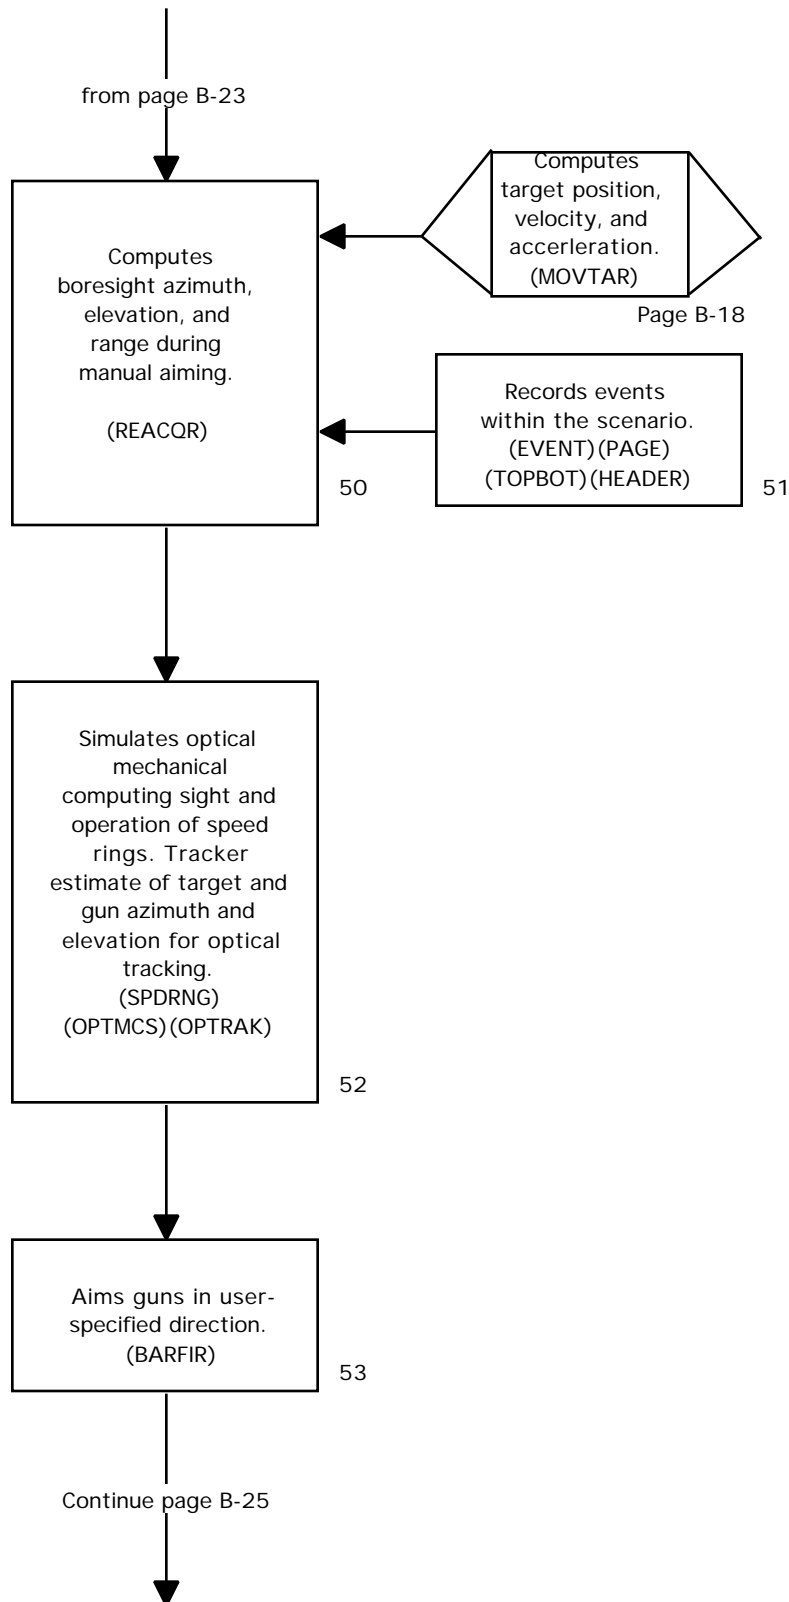 from page B-23
Computes
boresight azimuth,
elevation, and
range during
manual aiming.
(REACQR)
50
Computes
target position,
velocity, and
accerleration.
(MOVTAR)
Page B-18
Records events
within the scenario.
(EVENT)(PAGE)
(TOPBOT)(HEADER)
51
Simulates optical
mechanical
computing sight and
operation of speed
rings. Tracker
estimate of target and
gun azimuth and
elevation for optical
tracking.
(SPDRNG)
(OPTMCS)(OPTRAK)
52
Aims guns in user-
specified direction.
(BARFIR)
53
Continue page B-25